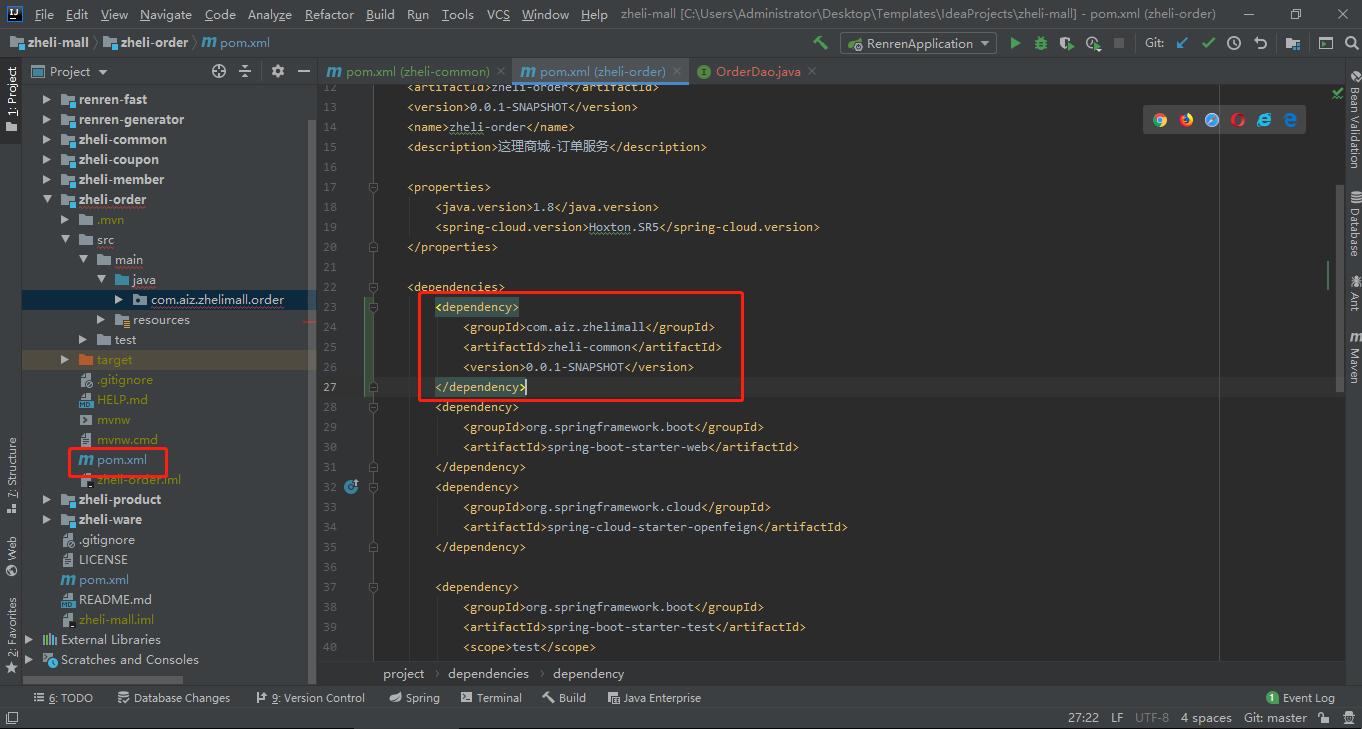 File Edit View Navigate Code Analyze Refactor Build Run Tools VCS Window Help zheli-mall [C:\Users\Administrator\Desktop\Templates\IdeaProjects\zheli-mall] - pom.xml (zheli-order)
zheli-mall zheli-order pom.xml RenrenApplication Git:
Project
pom.xml (zheli-common)
pom.xml (zheli-order)
OrderDao.java
1: Project
7: Structure
Web
2: Favorites
renren-fast
renren-generator
zheli-common
zheli-coupon
zheli-member
zheli-order
.mvn
src
main
java
com.aiz.zhelimall.order
resources
test
target
.gitignore
HELP.md
mvnw
mvnw.cmd
pom.xml
zheli-order.iml
zheli-product
zheli-ware
.gitignore
LICENSE
pom.xml
README.md
zheli-mall.iml
External Libraries
Scratches and Consoles
12 <artifactId>zheli-order</artifactId>
13 <version>0.0.1-SNAPSHOT</version>
14 <name>zheli-order</name>
15 <description>这理商城-订单服务</description>
16
17 <properties>
18 <java.version>1.8</java.version>
19 <spring-cloud.version>Hoxton.SR5</spring-cloud.version>
20 </properties>
21
22 <dependencies>
23 <dependency>
24 <groupId>com.aiz.zhelimall</groupId>
25 <artifactId>zheli-common</artifactId>
26 <version>0.0.1-SNAPSHOT</version>
27 </dependency>
28 <dependency>
29 <groupId>org.springframework.boot</groupId>
30 <artifactId>spring-boot-starter-web</artifactId>
31 </dependency>
32 <dependency>
33 <groupId>org.springframework.cloud</groupId>
34 <artifactId>spring-cloud-starter-openfeign</artifactId>
35 </dependency>
36
37 <dependency>
38 <groupId>org.springframework.boot</groupId>
39 <artifactId>spring-boot-starter-test</artifactId>
40 <scope>test</scope>
Bean Validation
Database
Ant
Maven
project dependencies dependency
6: TODO Database Changes 9: Version Control Spring Terminal Build Java Enterprise 1 Event Log
27:22 LF UTF-8 4 spaces Git: master